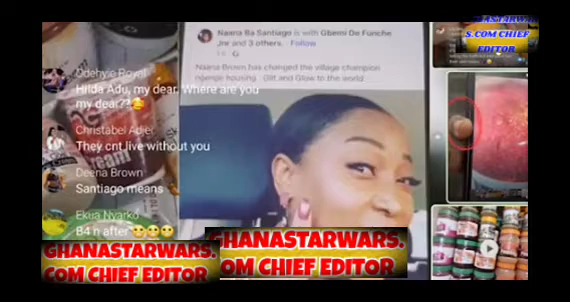 Naana Ba Santiago is with Gbemi De Funche
Jnr and 3 others. Follow
Naana Brown has changed the village champion
ngenge housing . Glit and Glow to the world
Odehyie Royal
Hilda Adu, my dear. Where are you
my dear??🥰
Christabel Adjei
They cnt live without you
Deena Brown
Santiago means
Ekua Nyarko
B4 n after
GHANASTARWARS.
COM CHIEF EDITOR
GHANASTARWARS.
COM CHIEF EDITOR
S.COM CHIEF
EDITOR